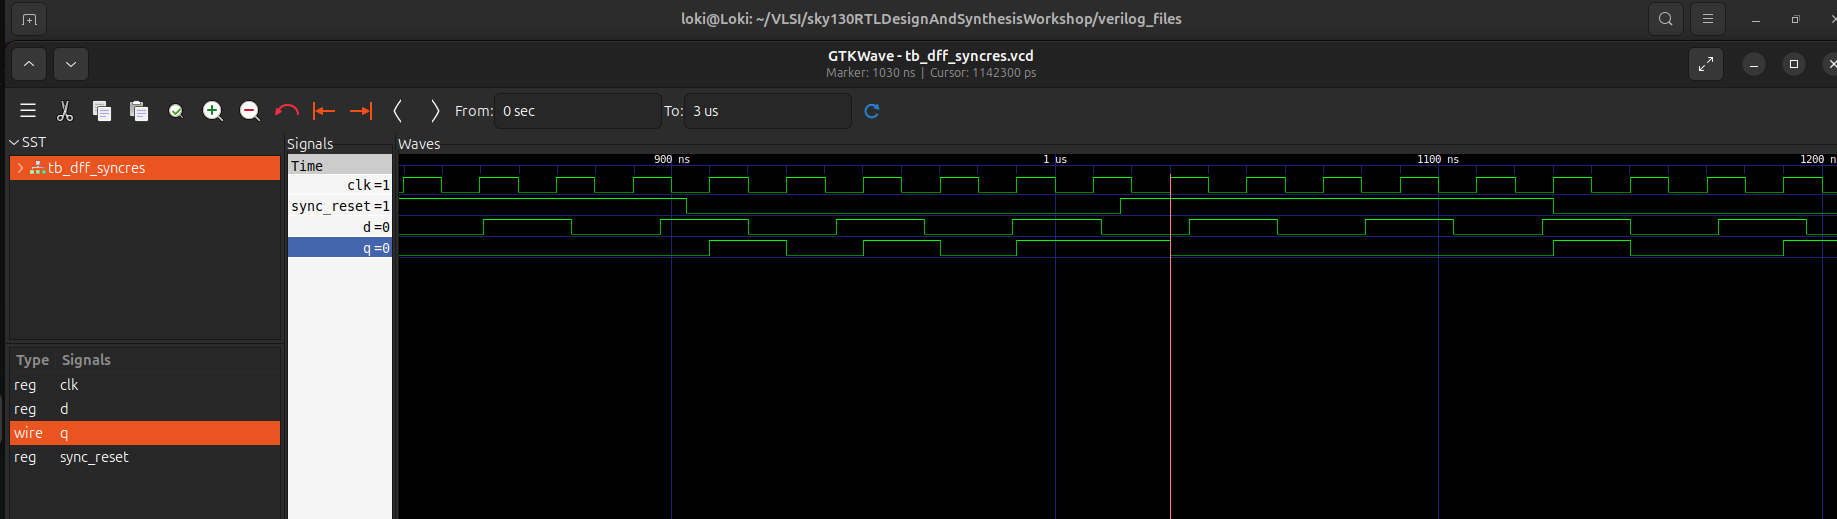 loki@Loki: ~/VLSI/sky130RTLDesignAndSynthesisWorkshop/verilog_files
GTKWave - tb_dff_syncres.vcd
Marker: 1030 ns | Cursor: 1142300 ps
From: 0 sec To: 3 us
SST
tb_dff_syncres
Type Signals
reg clk
reg d
wire q
reg sync_reset
Signals
Time
clk=1
sync_reset=1
d=0
q=0
Waves
900 ns 1 us 1100 ns 1200 n